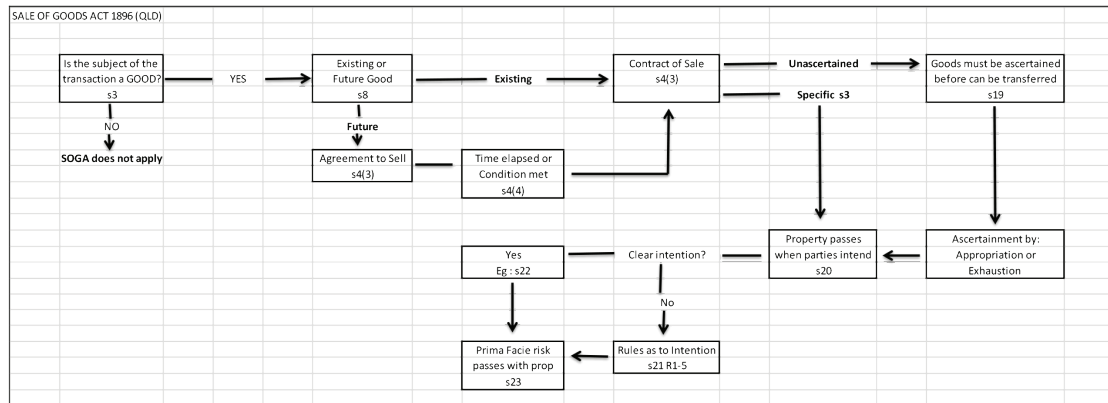 SALE OF GOODS ACT 1896 (QLD)
Is the subject of the
transaction a GOOD?
s3
YES
Existing or
Future Good
s8
Existing
Contract of Sale
s4(3)
Unascertained
Specific s3
Goods must be ascertained
before can be transferred
s19
NO
SOGA does not apply
Future
Agreement to Sell
s4(3)
Time elapsed or
Condition met
s4(4)
Yes
Eg : s22
Clear intention?
Property passes
when parties intend
s20
Ascertainment by:
Appropriation or
Exhaustion
No
Prima Facie risk
passes with prop
s23
Rules as to Intention
s21 R1-5